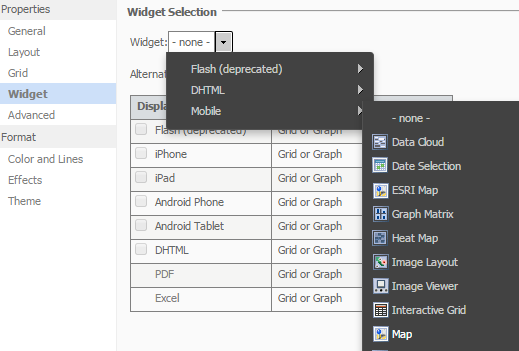 Properties
General
Layout
Grid
Widget
Advanced
Format
Color and Lines
Effects
Theme
Widget Selection
Widget: - none -
Flash (deprecated)
DHTML
Mobile
- none -
Data Cloud
Date Selection
ESRI Map
Graph Matrix
Heat Map
Image Layout
Image Viewer
Interactive Grid
Map
Flash (deprecated) Grid or Graph
iPhone Grid or Graph
iPad Grid or Graph
Android Phone Grid or Graph
Android Tablet Grid or Graph
DHTML Grid or Graph
PDF Grid or Graph
Excel Grid or Graph